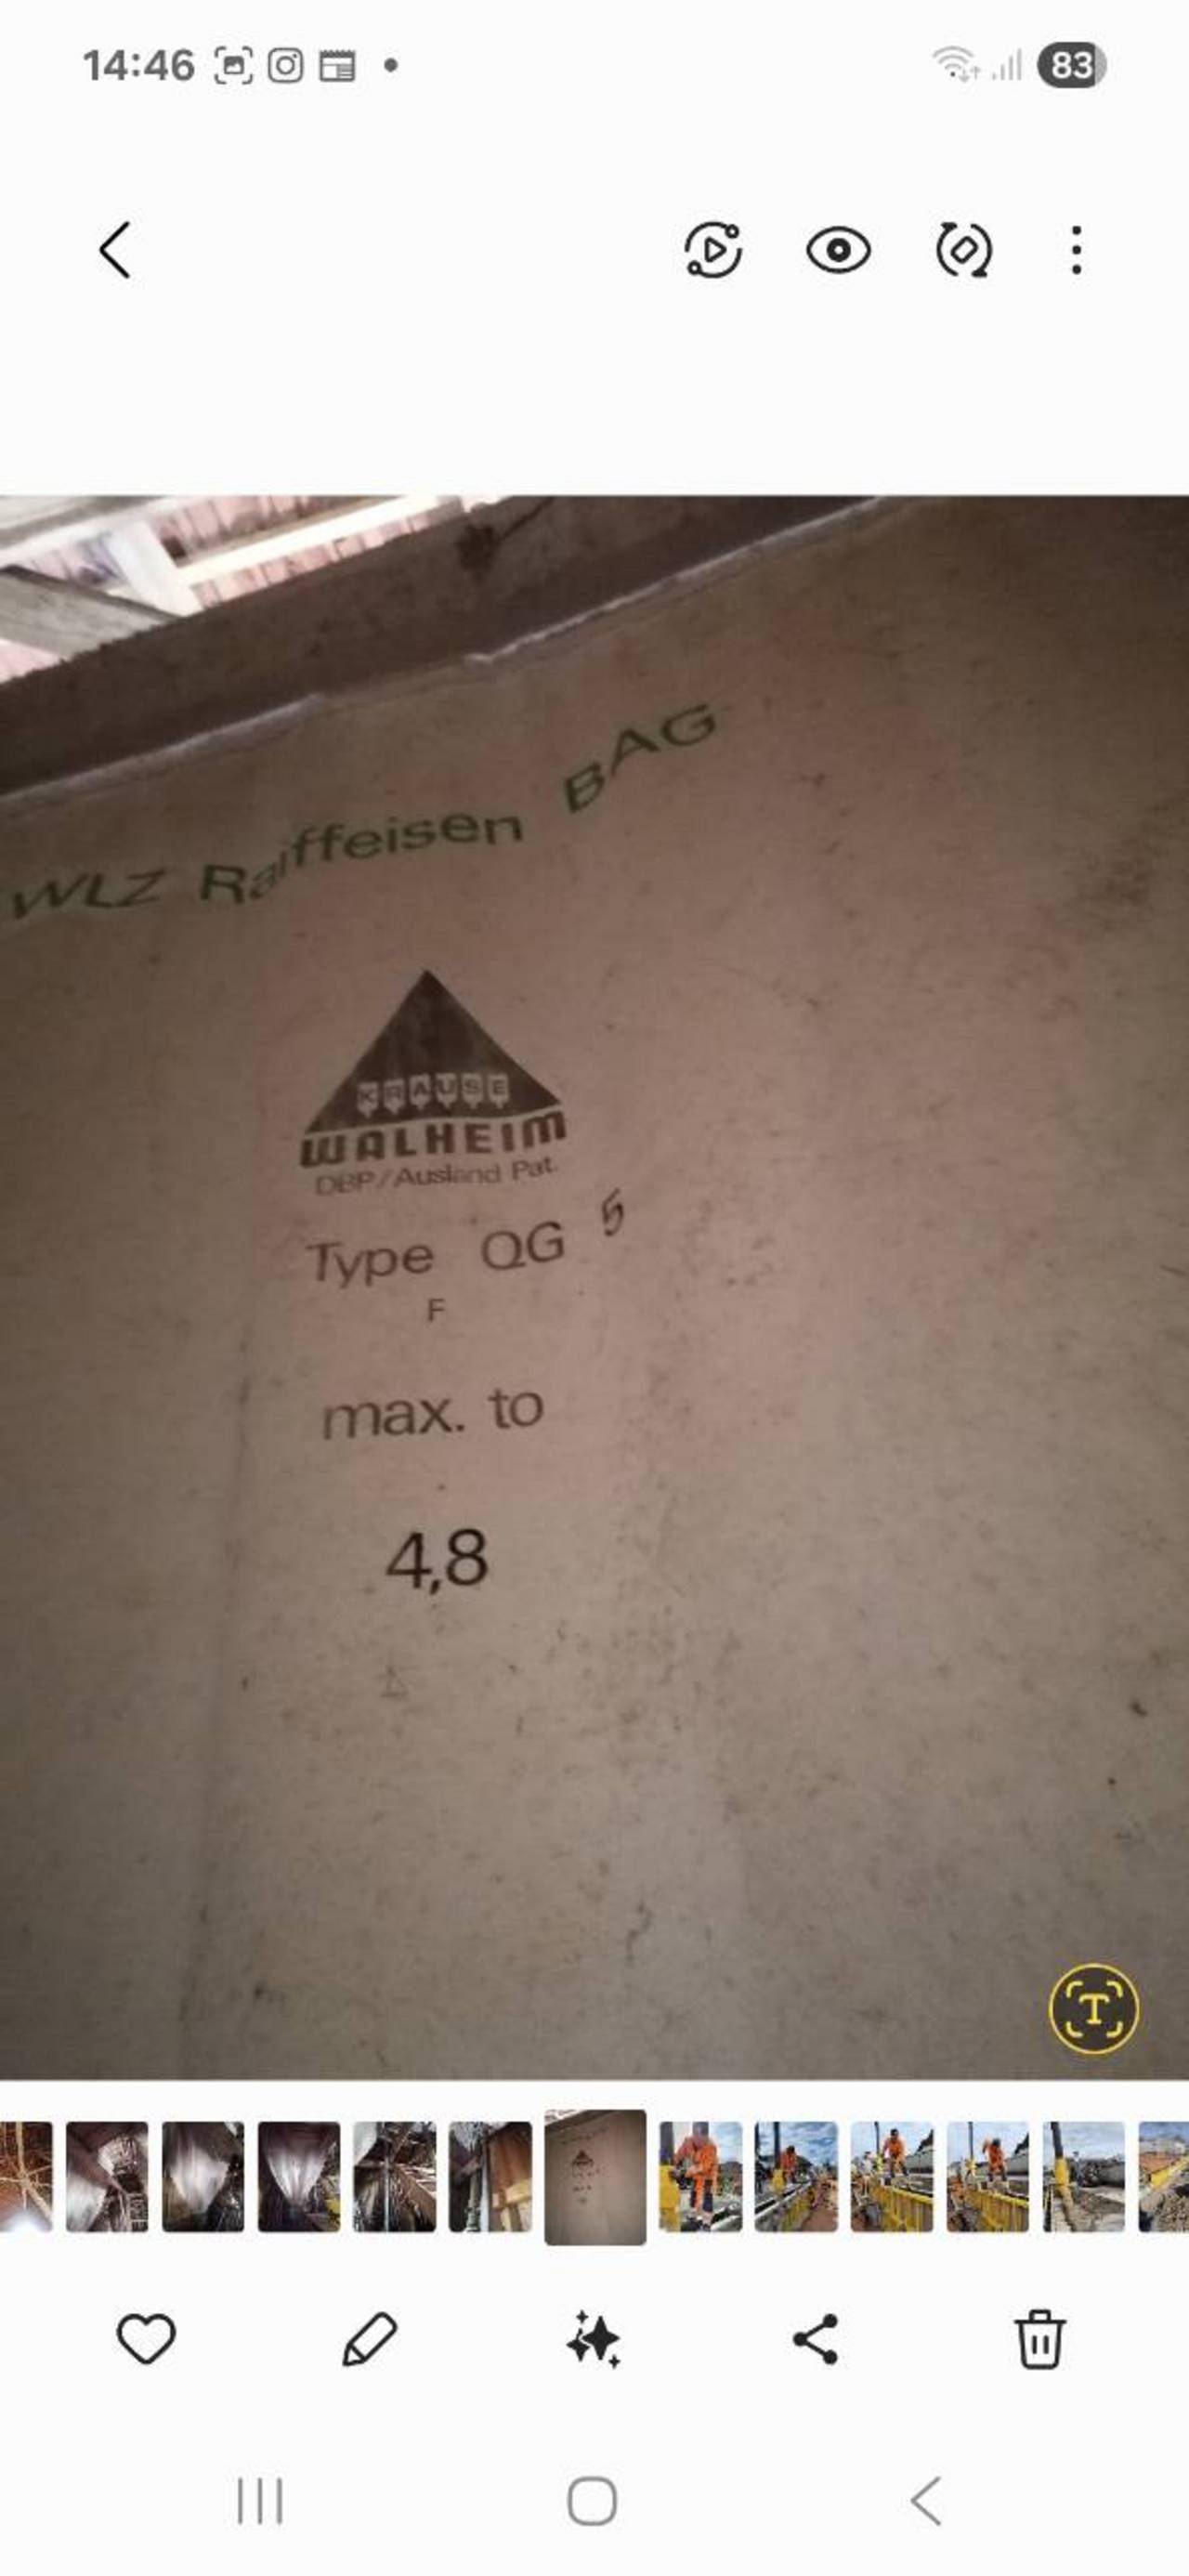 14:46
83
WLZ Raiffeisen BAG
KRAUSE
WALHEIM
DBP/Ausland Pat.
Type QG 5
F
max. to
4,8
T